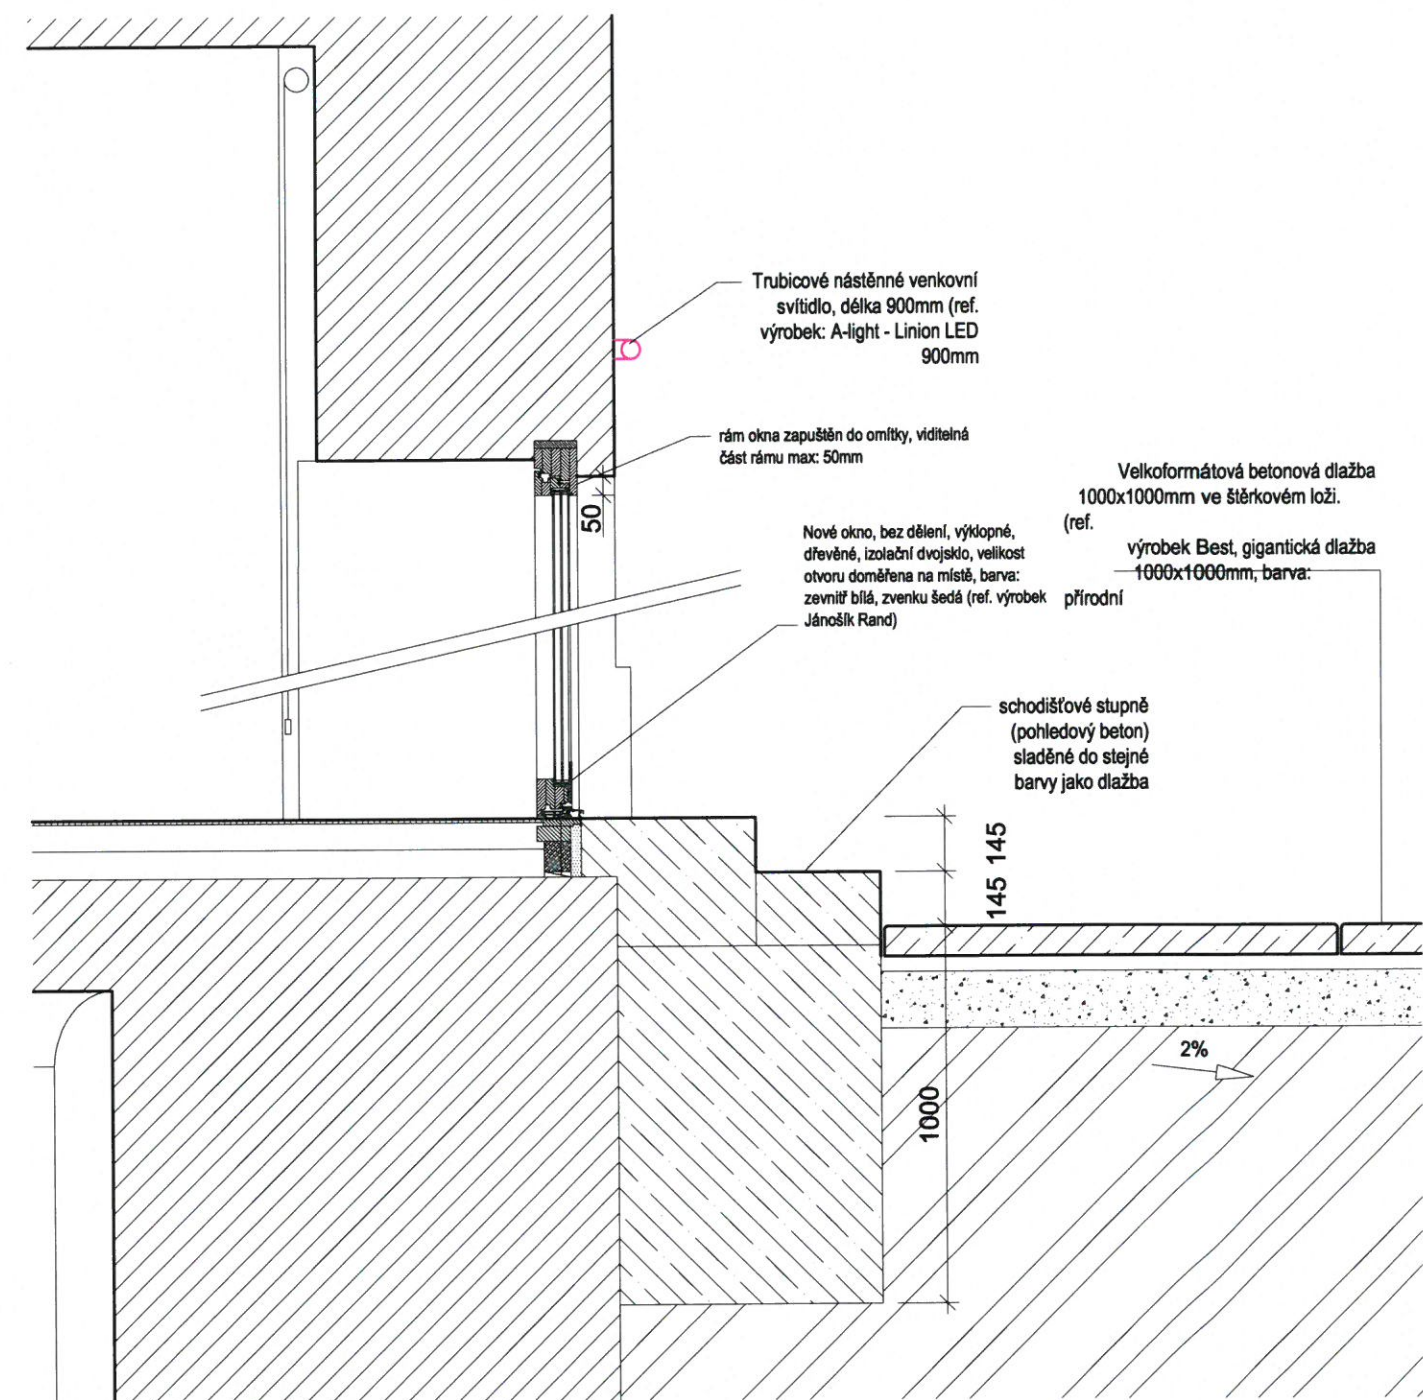 Trubicové nástěnné venkovní
svítidlo, délka 900mm (ref.
výrobek: A-light - Linion LED
900mm
rám okna zapuštěn do omítky, viditelná
část rámu max: 50mm
50
Velkoformátová betonová dlažba
1000x1000mm ve štěrkovém loži.
(ref.
výrobek Best, gigantická dlažba
1000x1000mm, barva:
přírodní
Nové okno, bez dělení, výklopné,
dřevěné, izolační dvojsklo, velikost
otvoru doměřena na místě, barva:
zevnitř bílá, zvenku šedá (ref. výrobek
Jánošík Rand)
schodišťové stupně
(pohledový beton)
sladěné do stejné
barvy jako dlažba
145
145
2%
1000